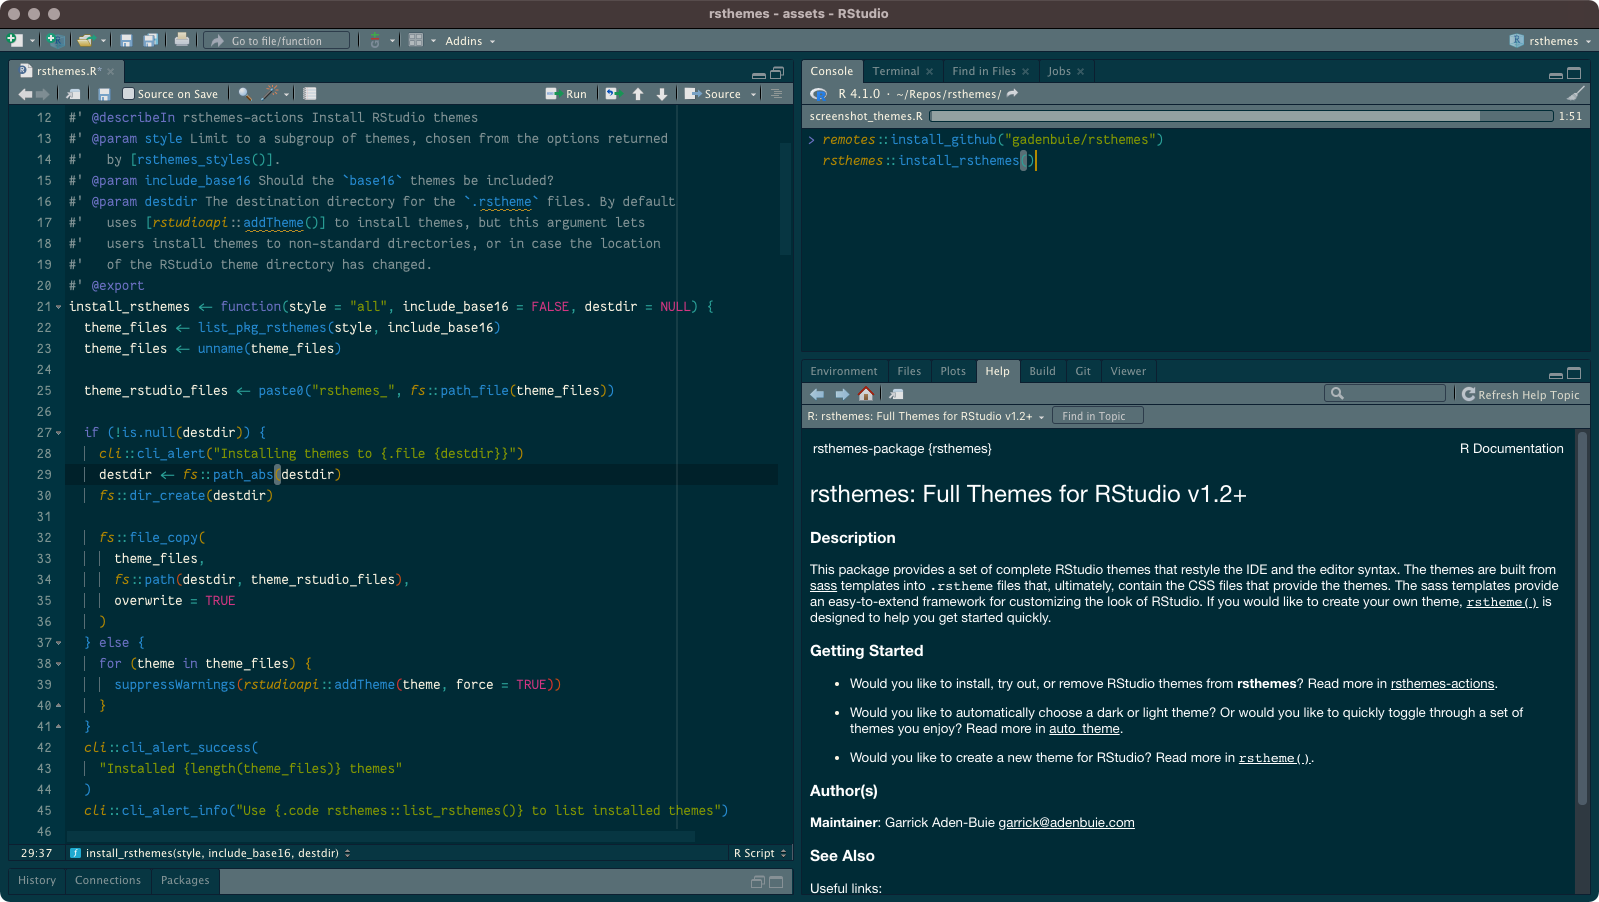 rsthemes - assets - RStudio
Go to file/function
Addins
rsthemes
rsthemes.R*
Source on Save
Run
Source
12 #' @describeIn rsthemes-actions Install RStudio themes
13 #' @param style Limit to a subgroup of themes, chosen from the options returned
14 #'   by [rsthemes_styles()].
15 #' @param include_base16 Should the `base16` themes be included?
16 #' @param destdir The destination directory for the `.rstheme` files. By default
17 #'   uses [rstudioapi::addTheme()] to install themes, but this argument lets
18 #'   users install themes to non-standard directories, or in case the location
19 #'   of the RStudio theme directory has changed.
20 #' @export
21 install_rsthemes <- function(style = "all", include_base16 = FALSE, destdir = NULL) {
22   theme_files <- list_pkg_rsthemes(style, include_base16)
23   theme_files <- unname(theme_files)
24
25   theme_rstudio_files <- paste0("rsthemes_", fs::path_file(theme_files))
26
27   if (!is.null(destdir)) {
28     cli::cli_alert("Installing themes to {.file {destdir}}")
29     destdir <- fs::path_abs(destdir)
30     fs::dir_create(destdir)
31
32     fs::file_copy(
33       theme_files,
34       fs::path(destdir, theme_rstudio_files),
35       overwrite = TRUE
36     )
37   } else {
38     for (theme in theme_files) {
39       suppressWarnings(rstudioapi::addTheme(theme, force = TRUE))
40     }
41   }
42   cli::cli_alert_success(
43     "Installed {length(theme_files)} themes"
44   )
45   cli::cli_alert_info("Use {.code rsthemes::list_rsthemes()} to list installed themes")
46
29:37 install_rsthemes(style, include_base16, destdir) R Script
History Connections Packages
Console Terminal Find in Files Jobs
R 4.1.0 · ~/Repos/rsthemes/
screenshot_themes.R 1:51
> remotes::install_github("gadenbuie/rsthemes")
rsthemes::install_rsthemes()
Environment Files Plots Help Build Git Viewer
Refresh Help Topic
R: rsthemes: Full Themes for RStudio v1.2+ Find in Topic
rsthemes-package {rsthemes} R Documentation
rsthemes: Full Themes for RStudio v1.2+
Description
This package provides a set of complete RStudio themes that restyle the IDE and the editor syntax. The themes are built from
sass templates into .rstheme files that, ultimately, contain the CSS files that provide the themes. The sass templates provide
an easy-to-extend framework for customizing the look of RStudio. If you would like to create your own theme, rstheme() is
designed to help you get started quickly.
Getting Started
• Would you like to install, try out, or remove RStudio themes from rsthemes? Read more in rsthemes-actions.
• Would you like to automatically choose a dark or light theme? Or would you like to quickly toggle through a set of
themes you enjoy? Read more in auto_theme.
• Would you like to create a new theme for RStudio? Read more in rstheme().
Author(s)
Maintainer: Garrick Aden-Buie garrick@adenbuie.com
See Also
Useful links: